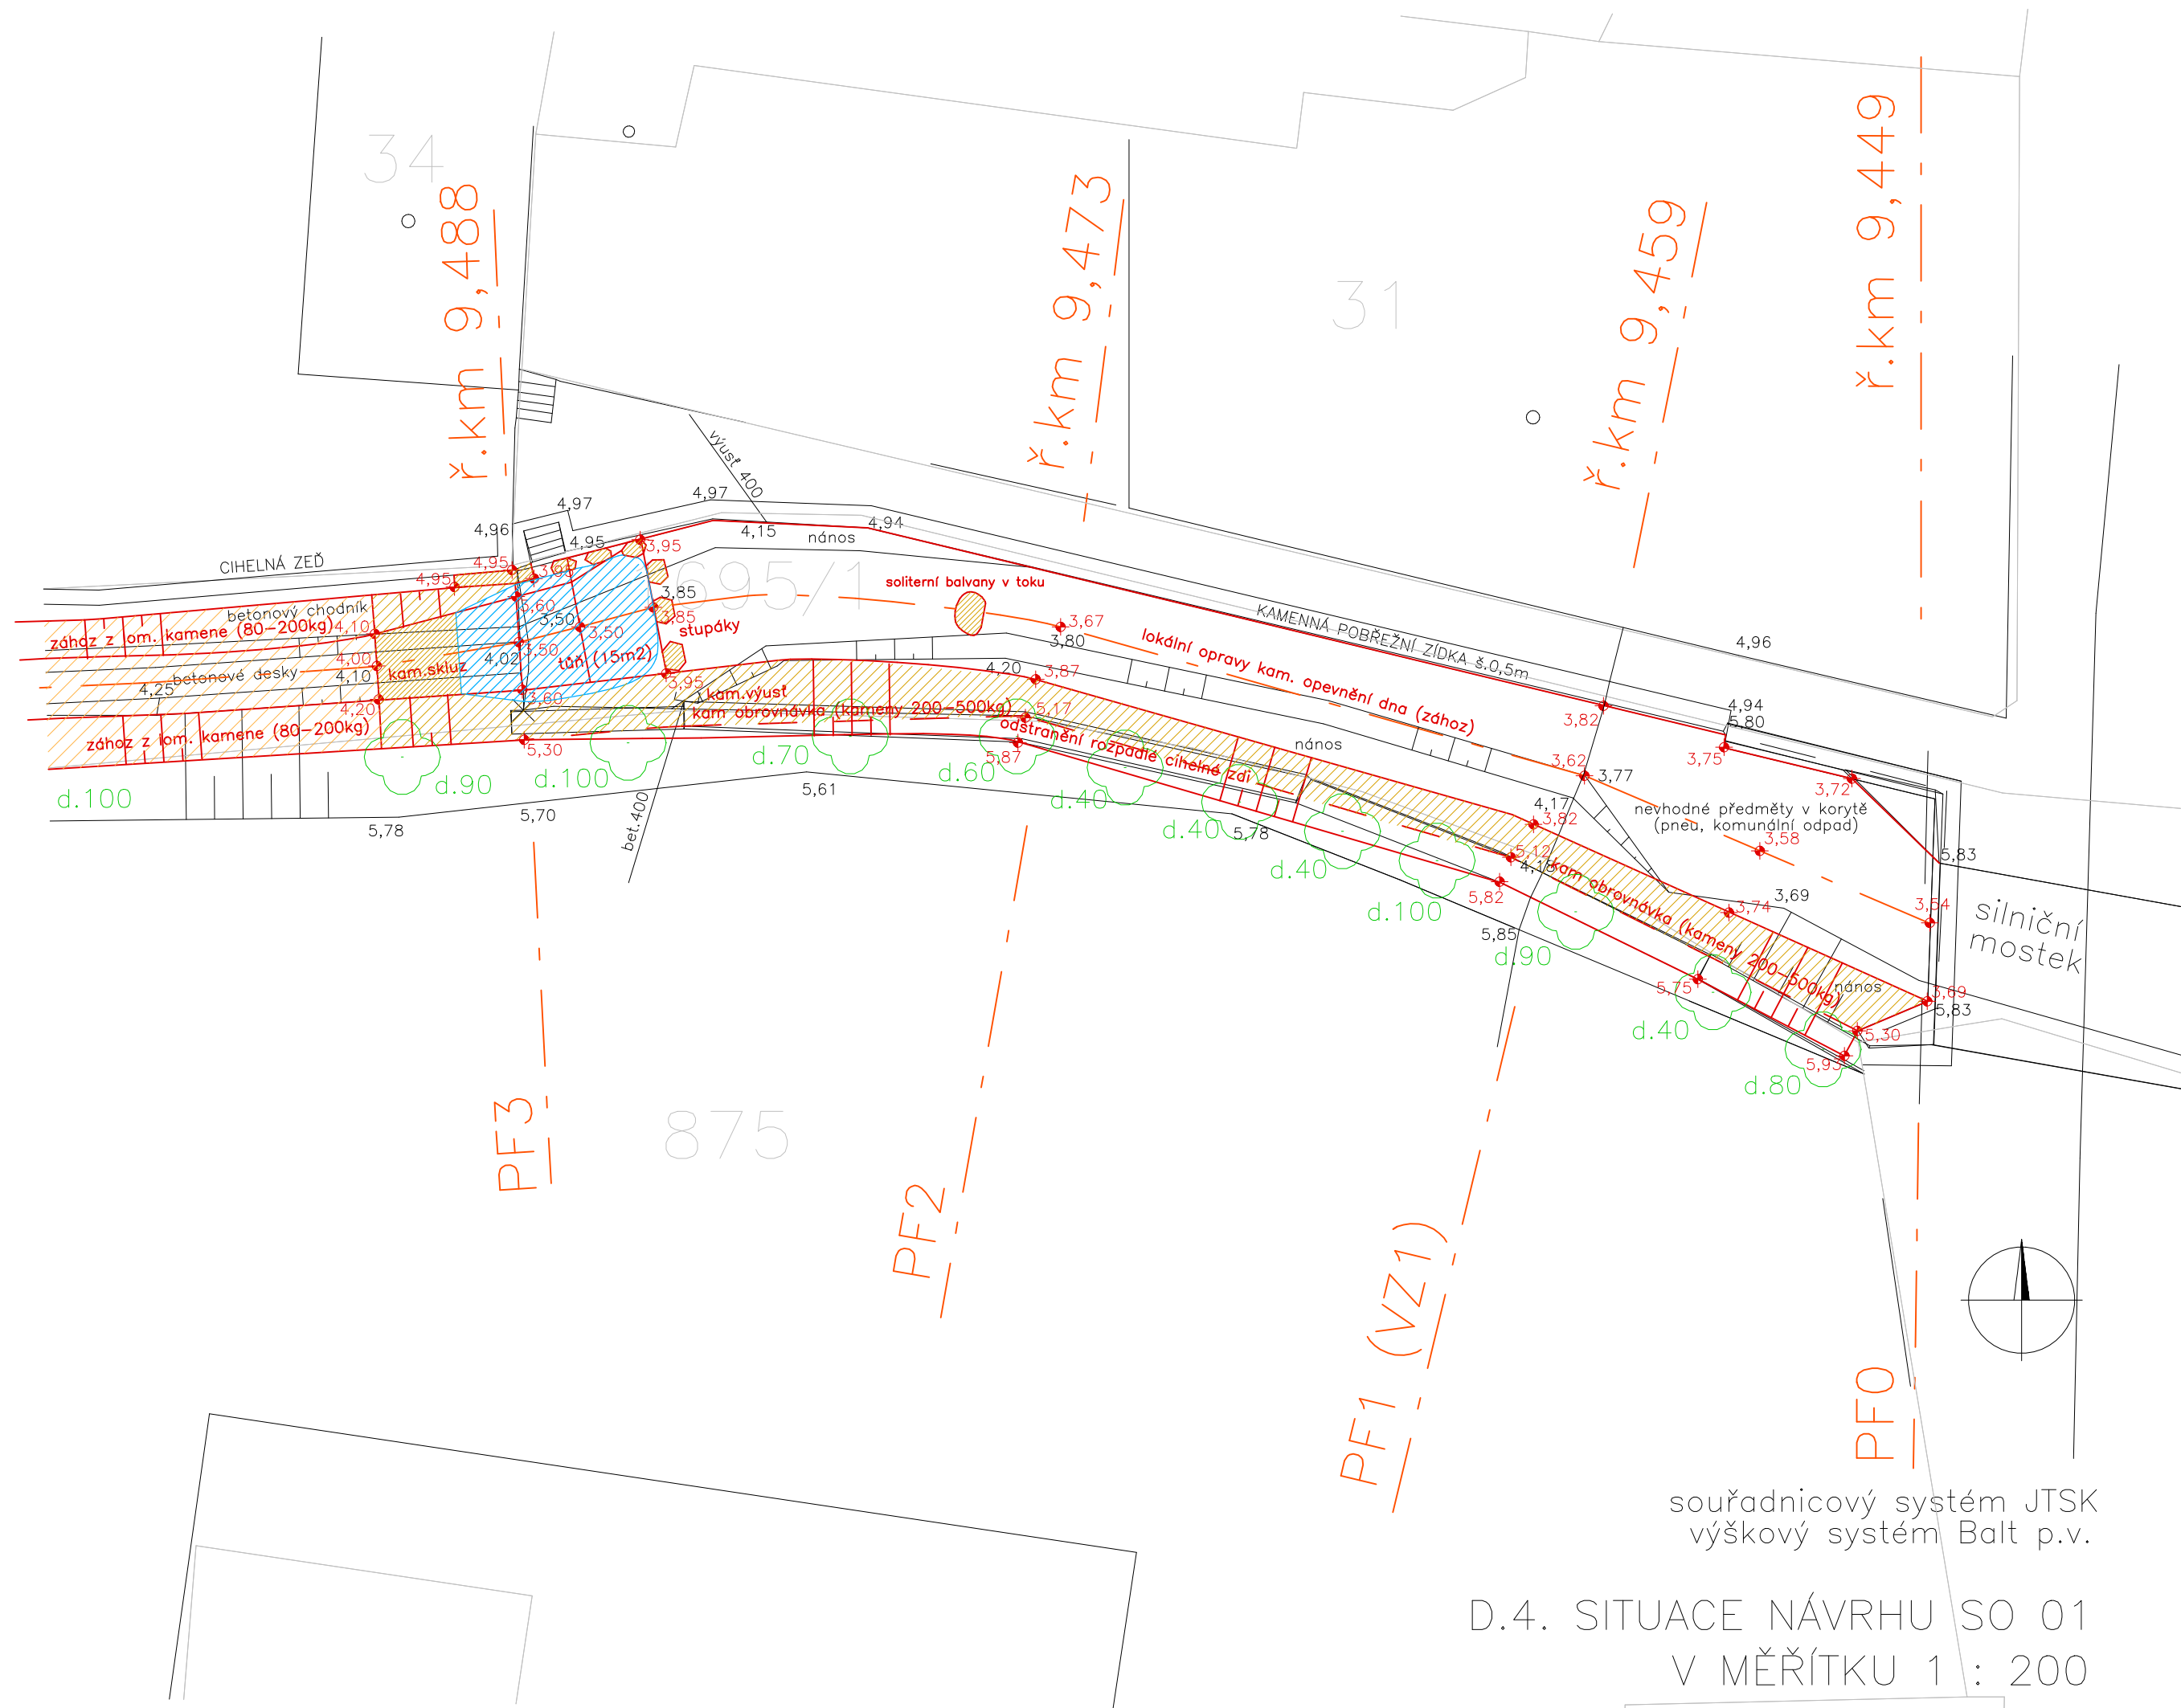 34
ř.km 9,488
ř.km 9,473
31
ř.km 9,459
ř.km 9,449
výusť 400
4,97
4,97
4,96
4,95
4,15
4,94
nános
CIHELNÁ ZEĎ
4,95
4,95
3,95
695/1
soliterní balvany v toku
betonový chodník
zához z lom. kamene (80-200kg)
4,10
3,60
3,50
3,50
3,50
3,85
3,85
stupáky
3,67
3,80
KAMENNÁ POBŘEŽNÍ ZÍDKA š.0,5m
4,96
lokální opravy kam. opevnění dna (zához)
4,00
kam.skluz
4,02
tůň (15m2)
betonové desky
4,25
4,10
4,20
3,60
3,95
4,20
3,87
kam.výusť
kam obrovnávka (kameny 200-500kg)
5,17
odstranění rozpadlé cihelné zdi
zához z lom. kamene (80-200kg)
5,30
5,87
nános
3,82
4,94
5,80
3,75
3,62
3,77
3,72
d.100
d.90
d.100
d.70
d.60
d.40
d.40
d.40
d.100
d.90
d.40
d.80
5,78
5,70
bet.400
5,61
5,78
4,17
3,82
nevhodné předměty v korytě
(pneu, komunální odpad)
3,58
5,83
5,12
kam obrovnávka (kameny 200-500kg)
5,82
3,69
3,74
3,54
silniční
mostek
5,85
5,75
nános
3,69
5,83
5,30
5,95
875
PF3
PF2
PF1 (VZ1)
PF0
souřadnicový systém JTSK
výškový systém Balt p.v.
D.4. SITUACE NÁVRHU SO 01
V MĚŘÍTKU 1 : 200